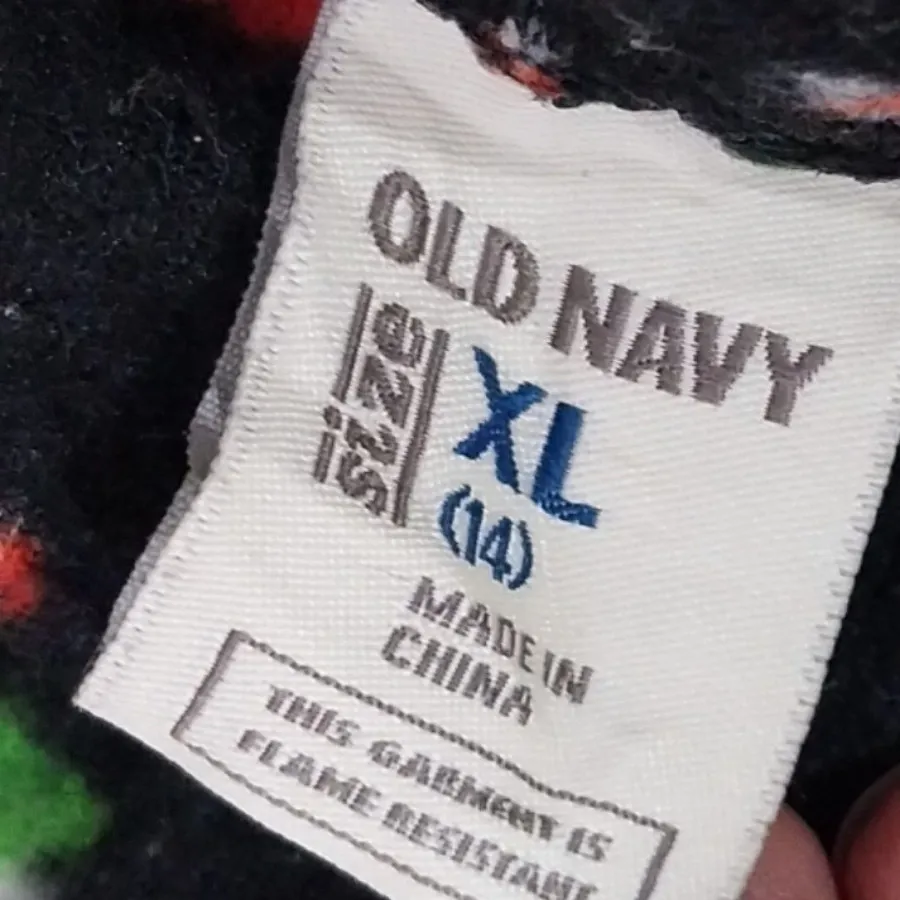 OLD NAVY
size
XL
(14)
MADE IN
CHINA
THIS GARMENT IS
FLAME RESISTANT